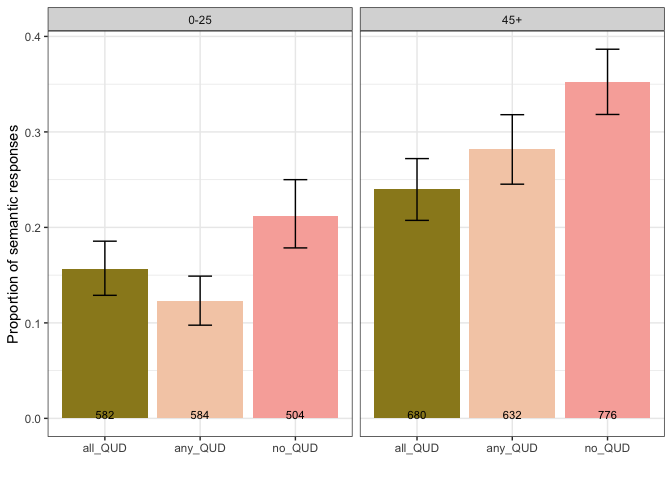 0-25
45+
Proportion of semantic responses
0.4
0.3
0.2
0.1
0.0
582
584
504
680
632
776
all_QUD
any_QUD
no_QUD
all_QUD
any_QUD
no_QUD